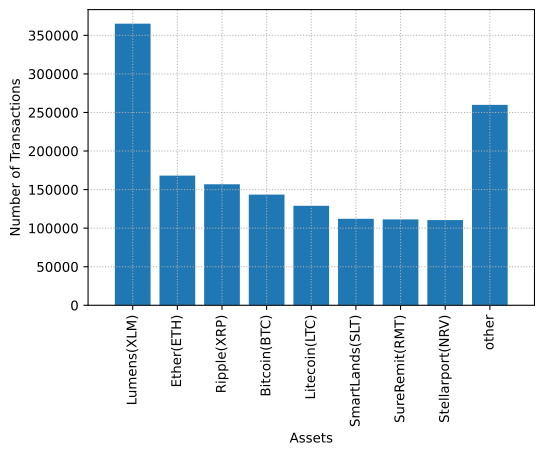 350000
300000
250000
200000
150000
100000
50000
0
Number of Transactions
Lumens(XLM)
Ether(ETH)
Ripple(XRP)
Bitcoin(BTC)
Litecoin(LTC)
SmartLands(SLT)
SureRemit(RMT)
Stellarport(NRV)
other
Assets